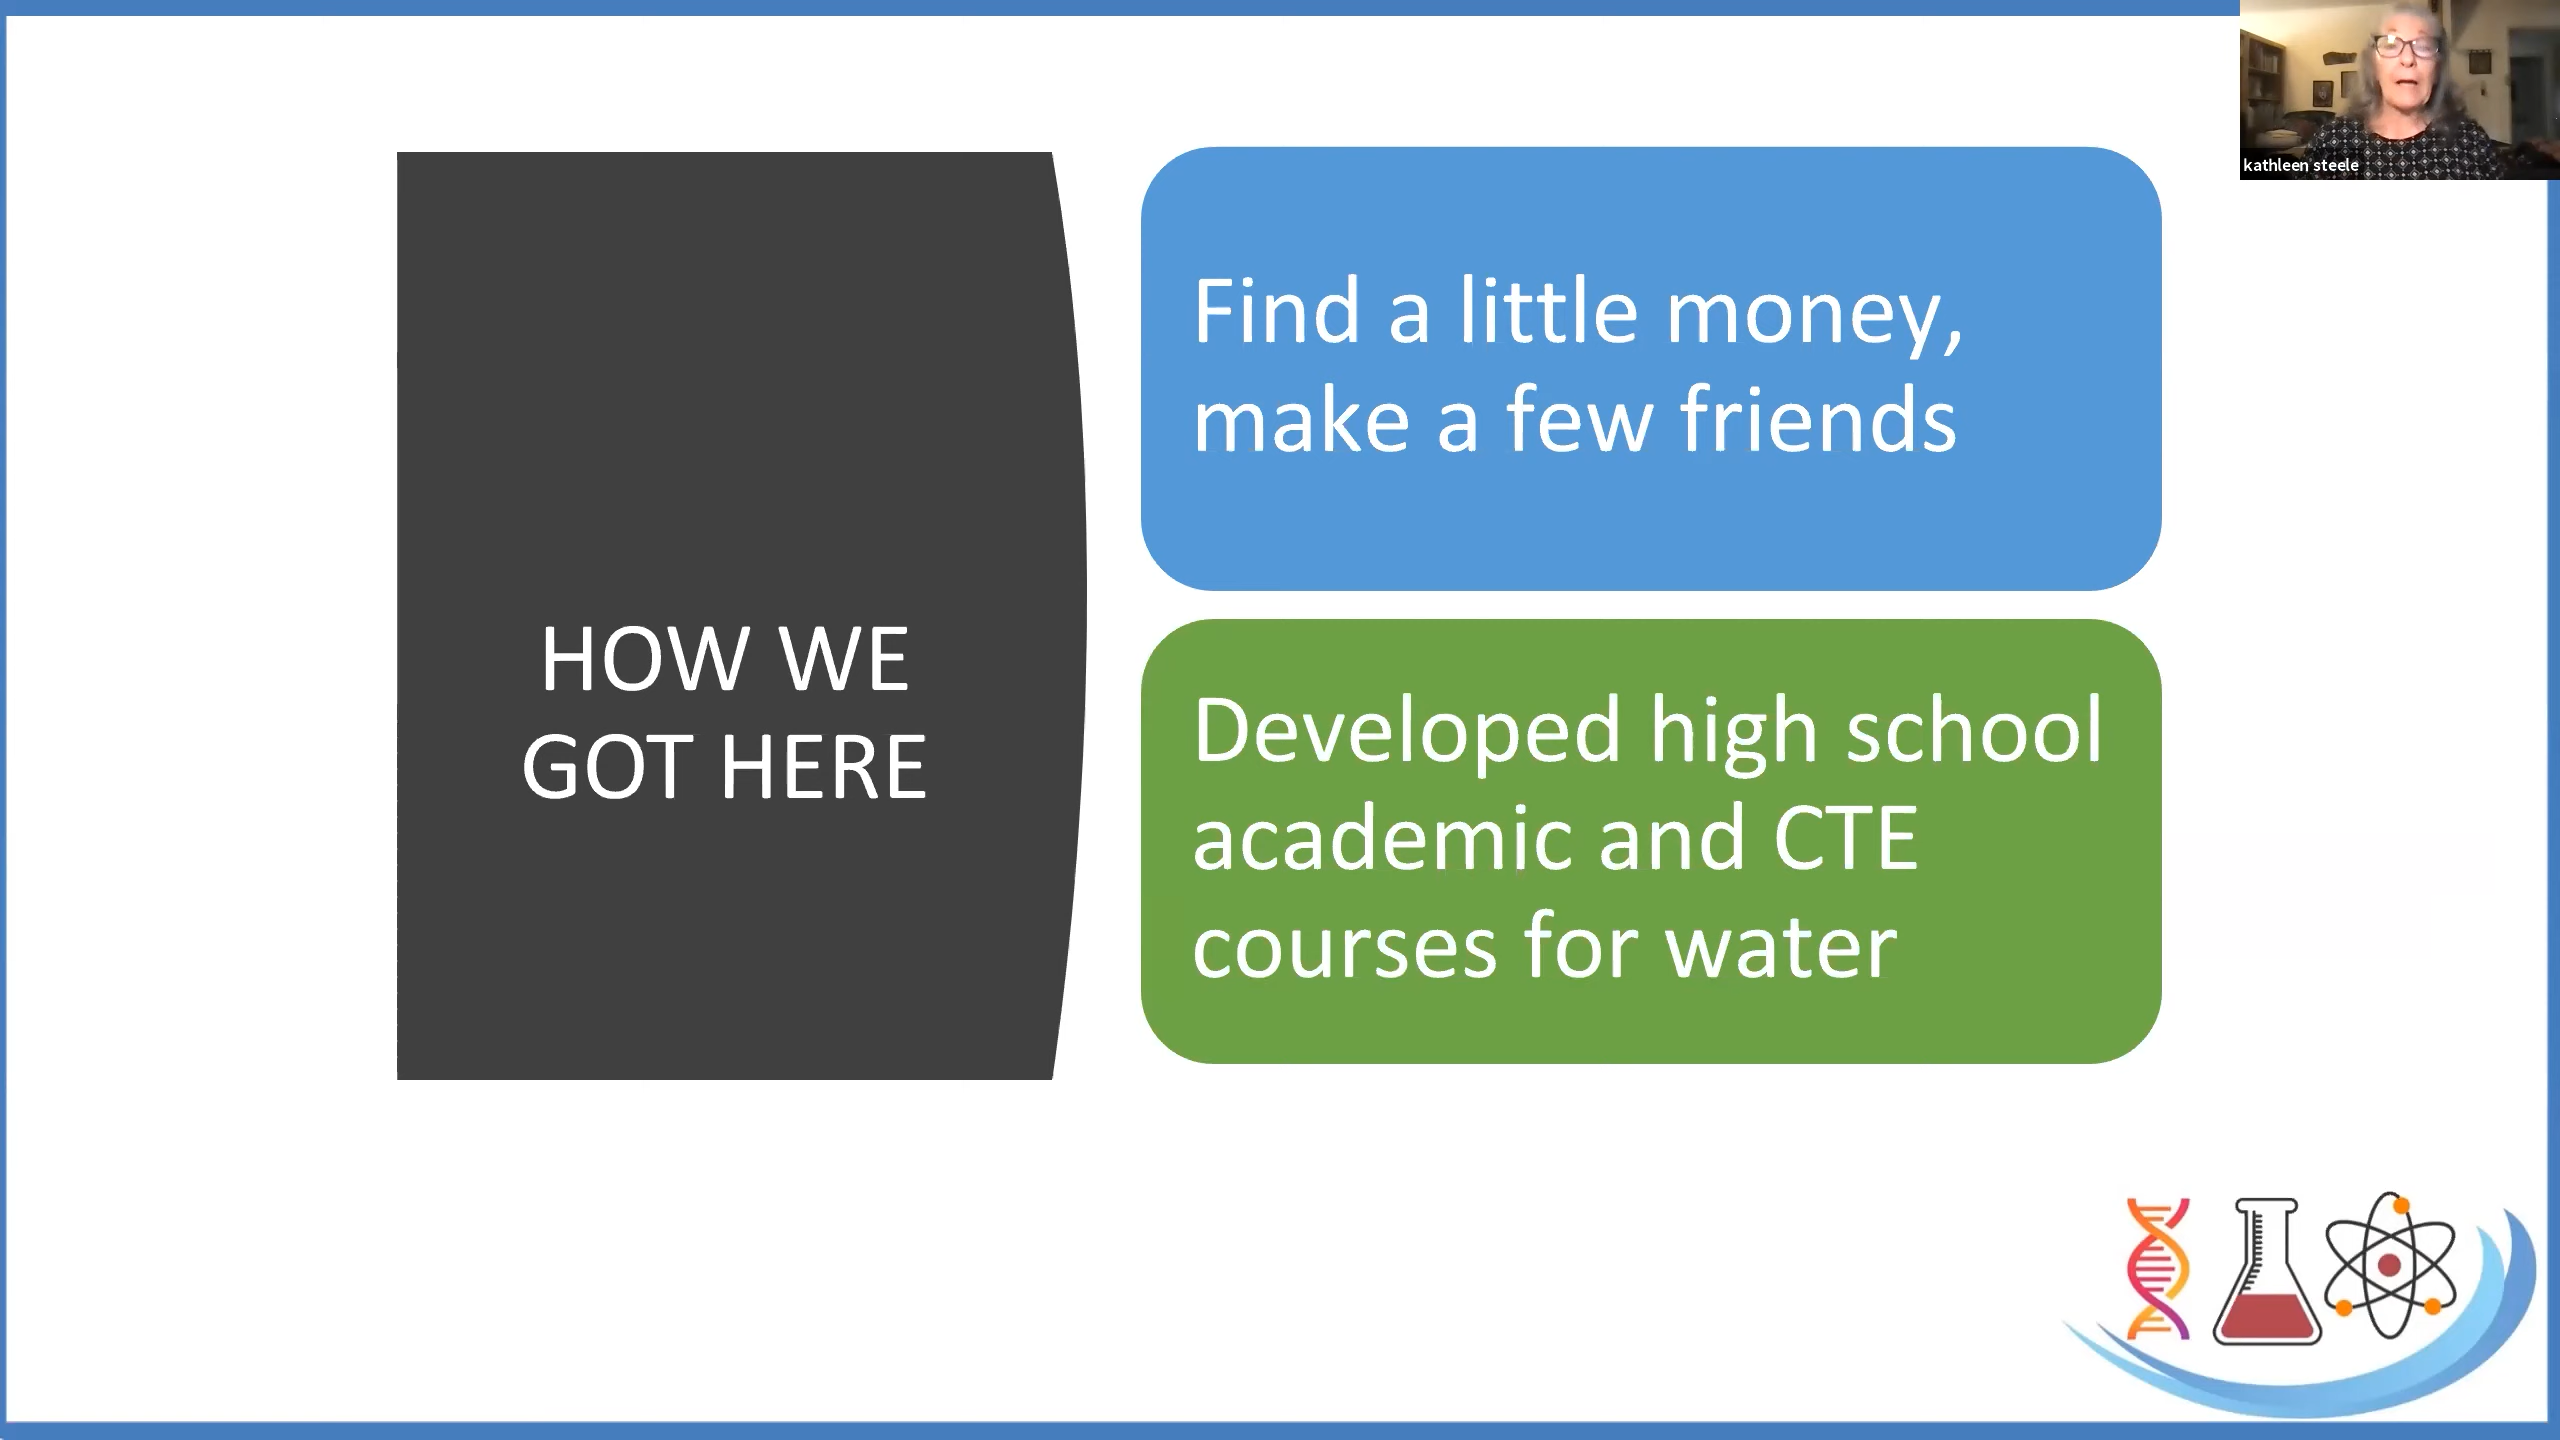 HOW WE
GOT HERE
Find a little money,
make a few friends
Developed high school
academic and CTE
courses for water
kathleen steele